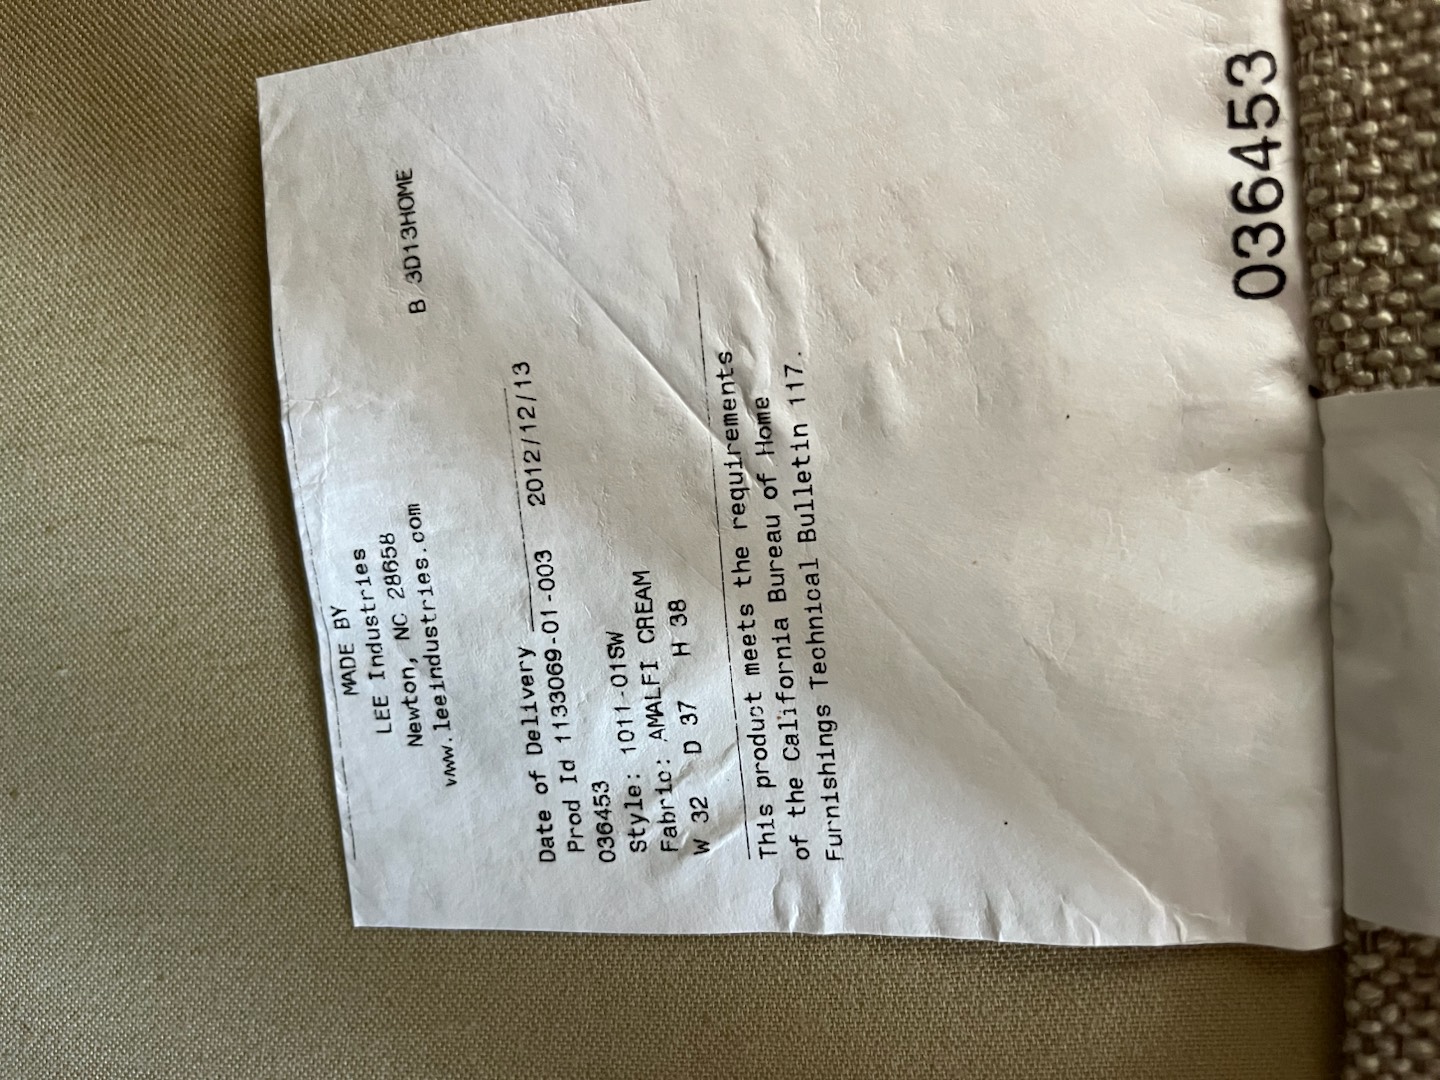 MADE BY
LEE Industries
Newton, NC 28658
www.leeindustries.com
B 3D13HOME
Date of Delivery 2012/12/13
Prod Id 1133069-01-003
036453
Style: 1011-01SW
Fabric: AMALFI CREAM
W 32 D 37 H 38
This product meets the requirements
of the California Bureau of Home
Furnishings Technical Bulletin 117.
036453